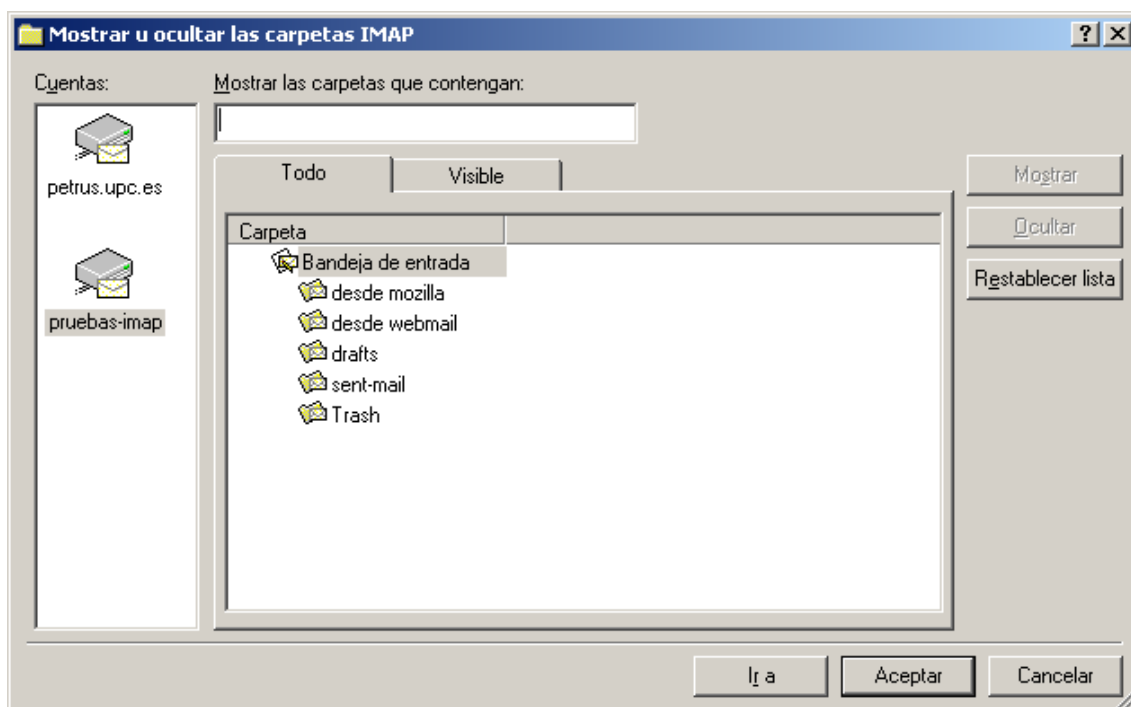 Mostrar u ocultar las carpetas IMAP
Cuentas:
Mostrar las carpetas que contengan:
petrus.upc.es
pruebas-imap
Todo
Visible
Carpeta
Bandeja de entrada
desde mozilla
desde webmail
drafts
sent-mail
Trash
Mostrar
Ocultar
Restablecer lista
Ir a
Aceptar
Cancelar